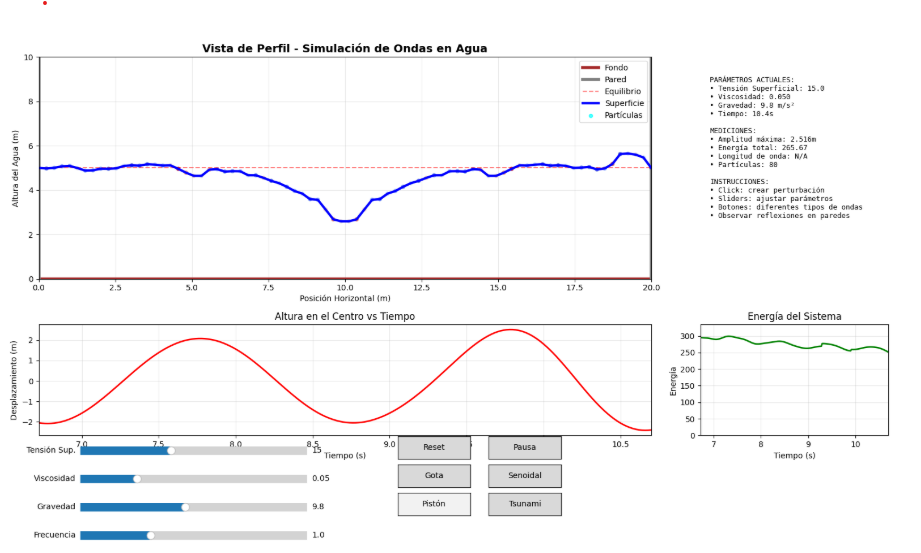 Vista de Perfil - Simulación de Ondas en Agua
10
8
6
4
2
0
Altura del Agua (m)
0.0 2.5 5.0 7.5 10.0 12.5 15.0 17.5 20.0
Posición Horizontal (m)
Fondo
Pared
Equilibrio
Superficie
Partículas
PARÁMETROS ACTUALES:
• Tensión Superficial: 15.0
• Viscosidad: 0.050
• Gravedad: 9.8 m/s²
• Tiempo: 10.4s
MEDICIONES:
• Amplitud máxima: 2.516m
• Energía total: 265.67
• Longitud de onda: N/A
• Partículas: 80
INSTRUCCIONES:
• Click: crear perturbación
• Sliders: ajustar parámetros
• Botones: diferentes tipos de ondas
• Observar reflexiones en paredes
Altura en el Centro vs Tiempo
2
1
0
−1
−2
Desplazamiento (m)
7.0 7.5 8.0 8.5 9.0 10.5
Tiempo (s)
Energía del Sistema
300
250
200
150
100
50
0
Energía
7 8 9 10
Tiempo (s)
Tensión Sup. 15
Viscosidad 0.05
Gravedad 9.8
Frecuencia 1.0
Reset Pausa
Gota Senoidal
Pistón Tsunami